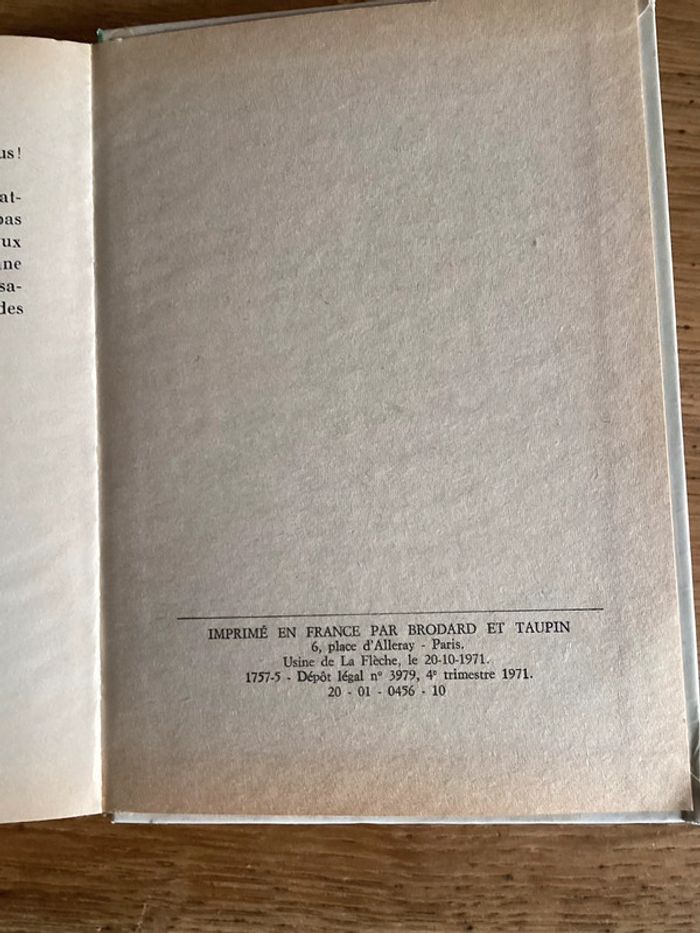 us!
at-
pas
ux
ne
sa-
des
IMPRIMÉ EN FRANCE PAR BRODARD ET TAUPIN
6, place d'Alleray - Paris.
Usine de La Flèche, le 20-10-1971.
1757-5 - Dépôt légal n° 3979, 4e trimestre 1971.
20 - 01 - 0456 - 10